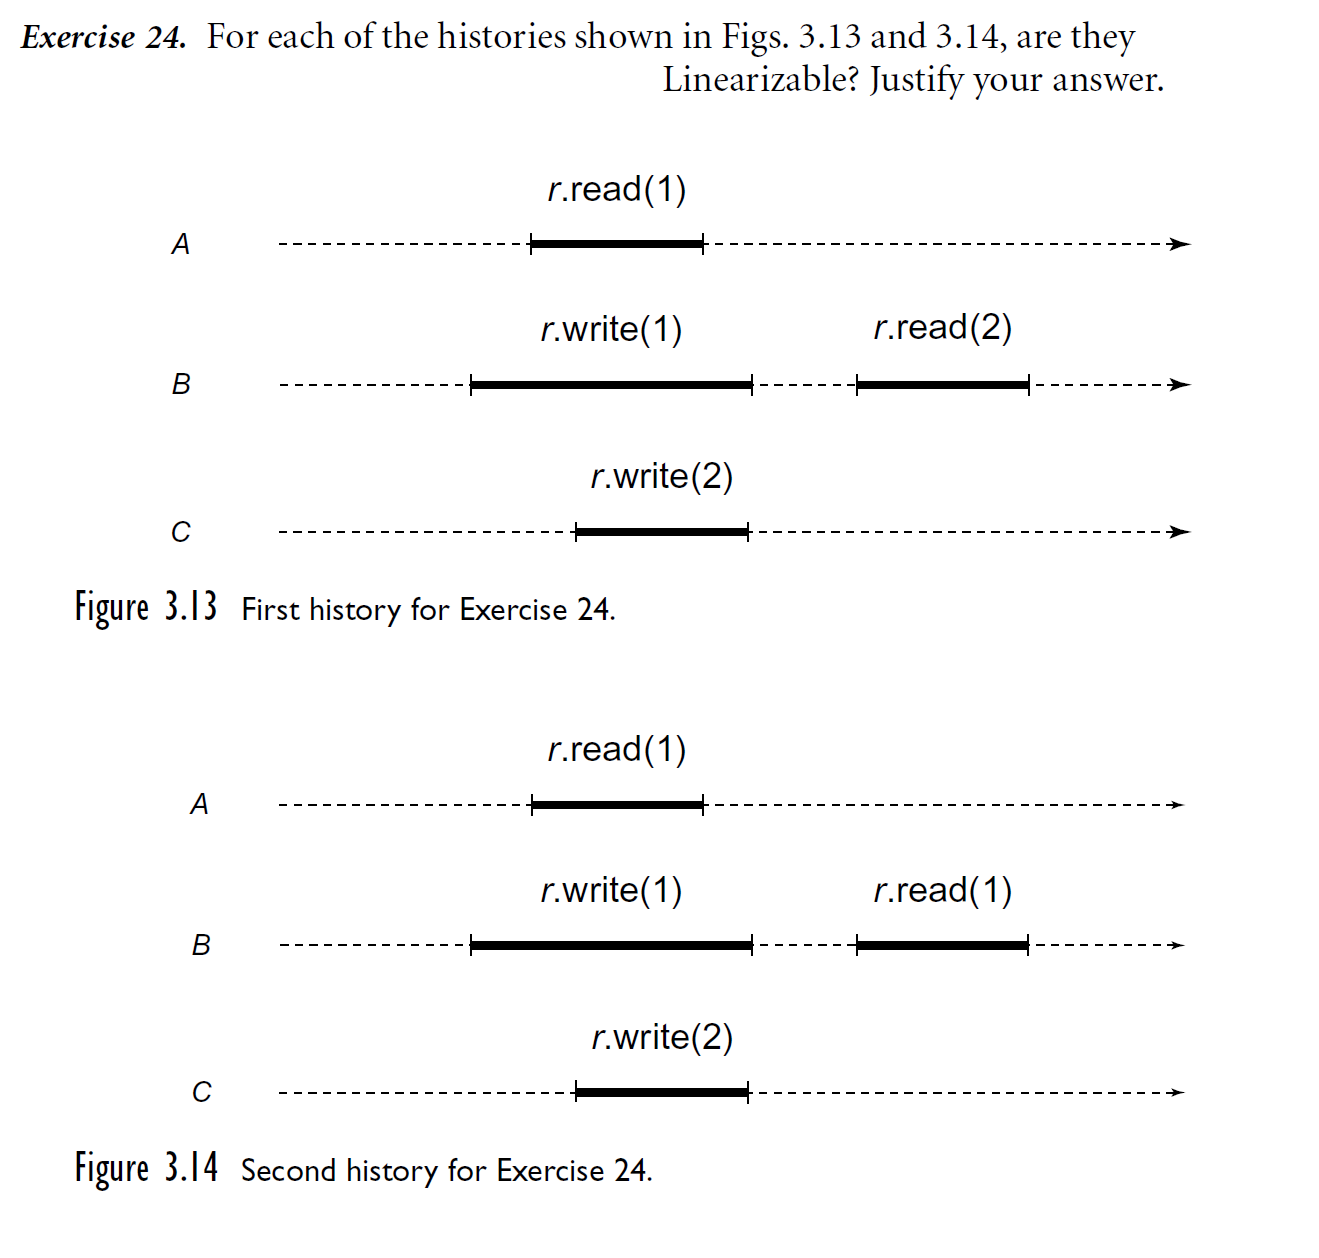 Exercise 24. For each of the histories shown in Figs. 3.13 and 3.14, are they
Linearizable? Justify your answer.
r.read(1)
A
r.write(1) r.read(2)
B
r.write(2)
C
Figure 3.13 First history for Exercise 24.
r.read(1)
A
r.write(1) r.read(1)
B
r.write(2)
C
Figure 3.14 Second history for Exercise 24.